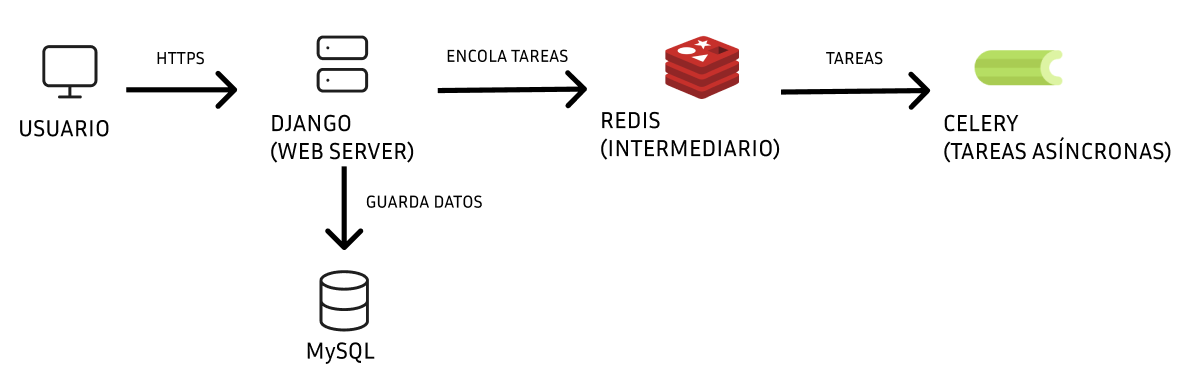 HTTPS
ENCOLA TAREAS
TAREAS
USUARIO
DJANGO
(WEB SERVER)
REDIS
(INTERMEDIARIO)
CELERY
(TAREAS ASÍNCRONAS)
GUARDA DATOS
MySQL